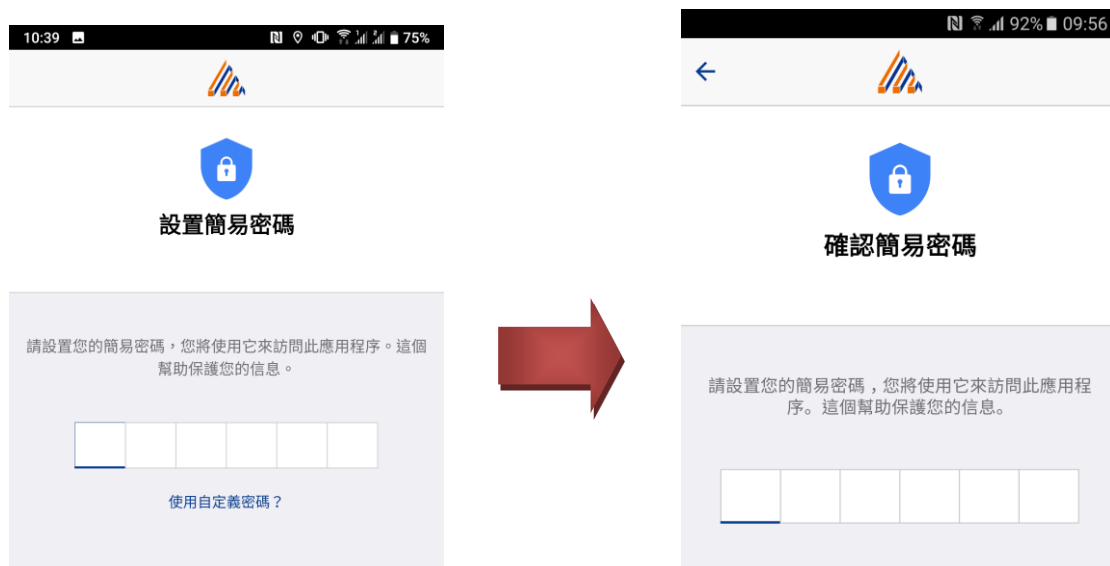 10:39
75%
設置簡易密碼
請設置您的簡易密碼，您將使用它來訪問此應用程序。這個
幫助保護您的信息。
使用自定義密碼？
92% 09:56
確認簡易密碼
請設置您的簡易密碼，您將使用它來訪問此應用程
序。這個幫助保護您的信息。